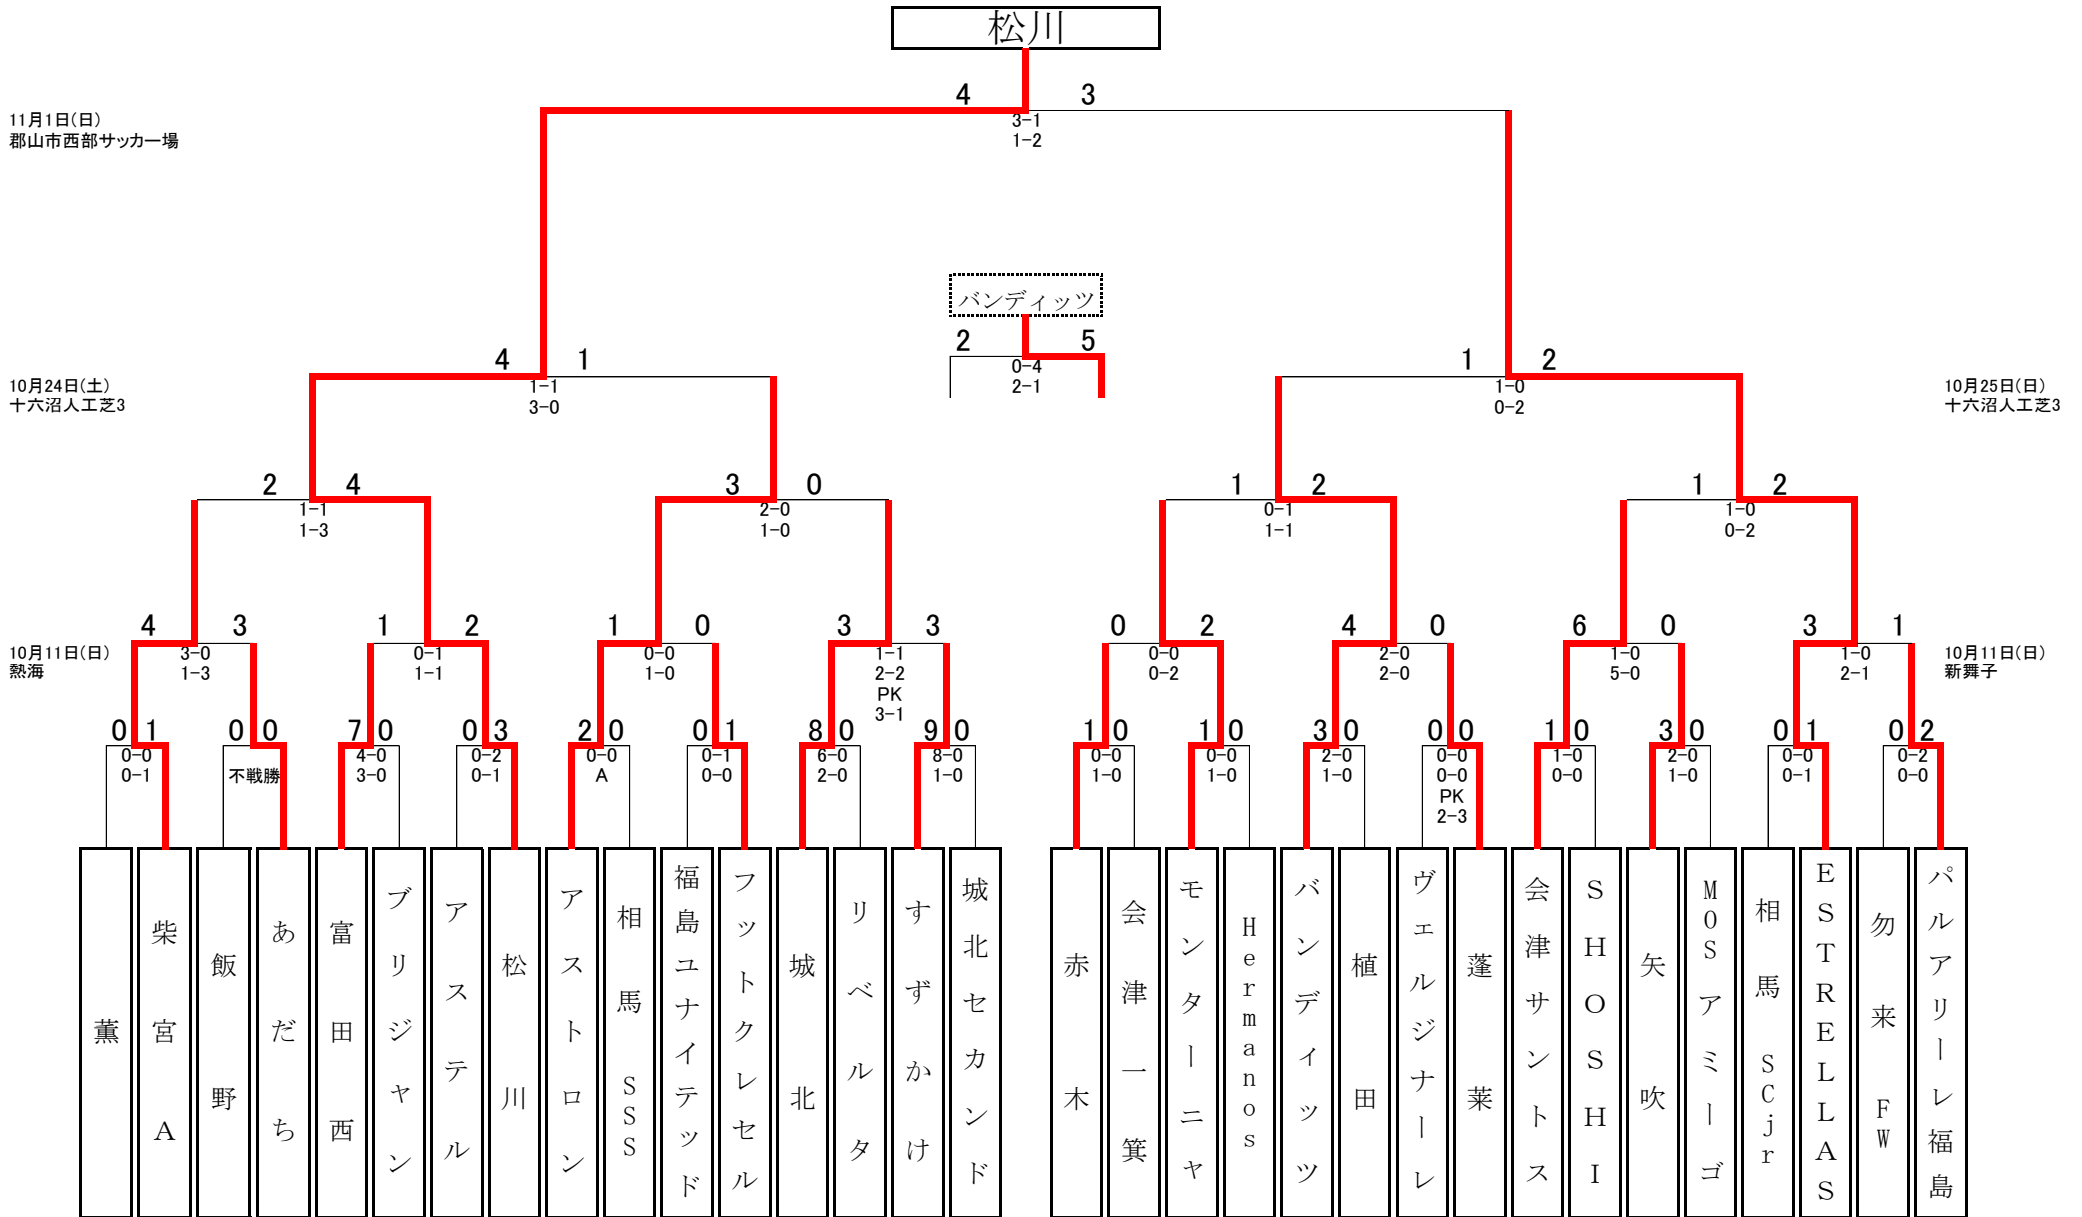 松川
4 3
11月1日(日)
郡山市西部サッカー場
3-1
1-2
バンディッツ
2 5
0-4
2-1
4 1
1 2
10月24日(土)
十六沼人工芝3
1-1
3-0
1-0
0-2
10月25日(日)
十六沼人工芝3
2 4
3 0
1 2
1 2
1-1
1-3
2-0
1-0
0-1
1-1
1-0
0-2
4 3
1 2
1 0
3 3
0 2
4 0
6 0
3 1
10月11日(日)
熱海
3-0
1-3
0-1
1-1
0-0
1-0
1-1
2-2
PK
3-1
0-0
0-2
2-0
2-0
1-0
5-0
1-0
2-1
10月11日(日)
新舞子
0 1
0 0
7 0
0 3
2 0
0 1
8 0
9 0
1 0
1 0
3 0
0 0
1 0
3 0
0 1
0 2
0-0
0-1
不戦勝
4-0
3-0
0-2
0-1
0-0
A
0-1
0-0
6-0
2-0
8-0
1-0
0-0
1-0
0-0
1-0
2-0
1-0
0-0
0-0
PK
2-3
1-0
0-0
2-0
1-0
0-0
0-1
0-2
0-0
薫
柴宮A
飯野
あだち
富田西
ブリジャン
アステル
松川
アストロン
相馬SSS
福島ユナイテッド
フットクレセル
城北
リベルタ
すずかけ
城北セカンド
赤木
会津一箕
モンターニャ
Hermanos
バンディッツ
植田
ヴェルジナーレ
蓬莱
会津サントス
SHOSHI
矢吹
MOSアミーゴ
相馬SCjr
ESTRELLAS
勿来FW
パルアリーレ福島